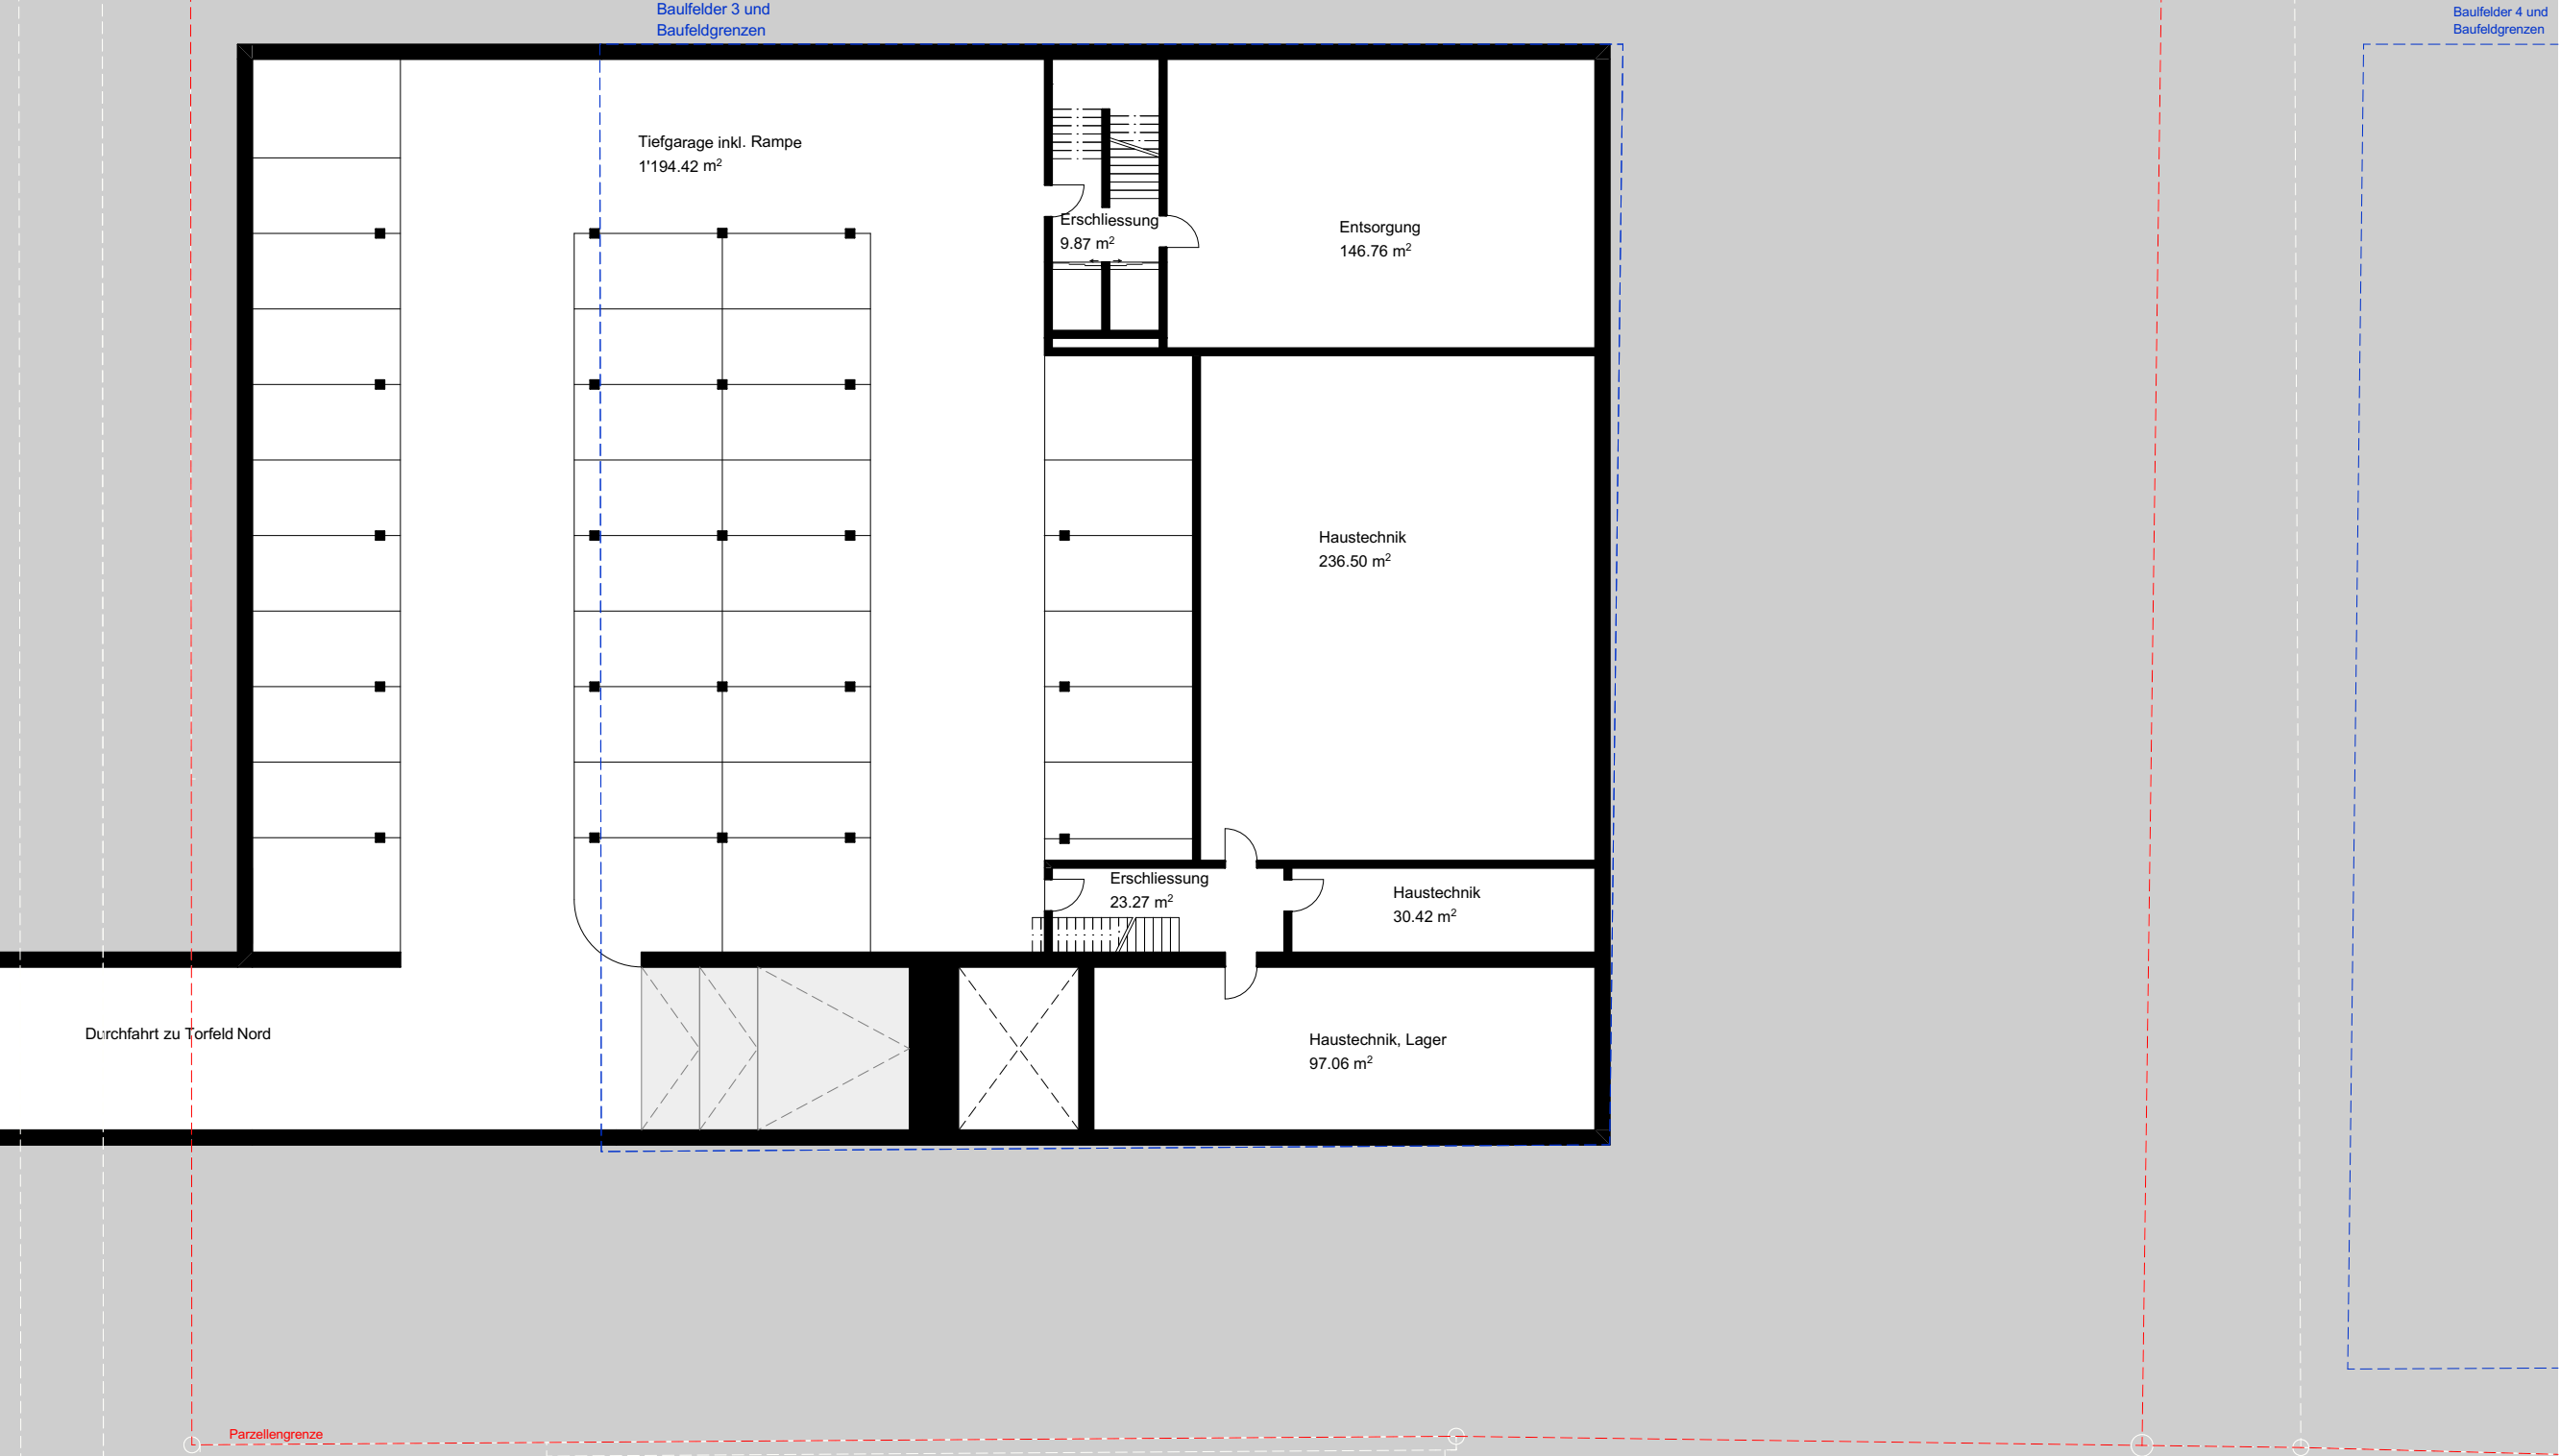 Baulfelder 3 und
Baufeldgrenzen
Baulfelder 4 und
Baufeldgrenzen
Tiefgarage inkl. Rampe
1'194.42 m²
Erschliessung
9.87 m²
Entsorgung
146.76 m²
Haustechnik
236.50 m²
Erschliessung
23.27 m²
Haustechnik
30.42 m²
Durchfahrt zu Torfeld Nord
Haustechnik, Lager
97.06 m²
Parzellengrenze